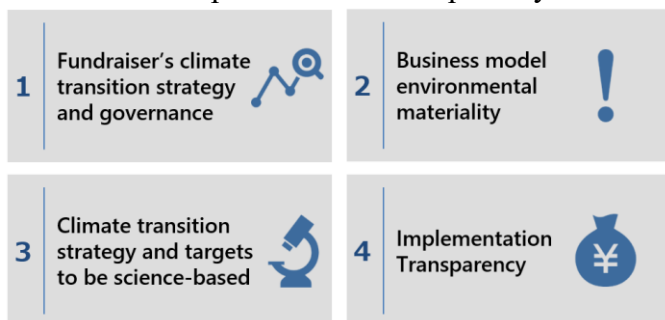 1
Fundraiser's climate
transition strategy
and governance
2
Business model
environmental
materiality
3
Climate transition
strategy and targets
to be science-based
4
Implementation
Transparency
¥